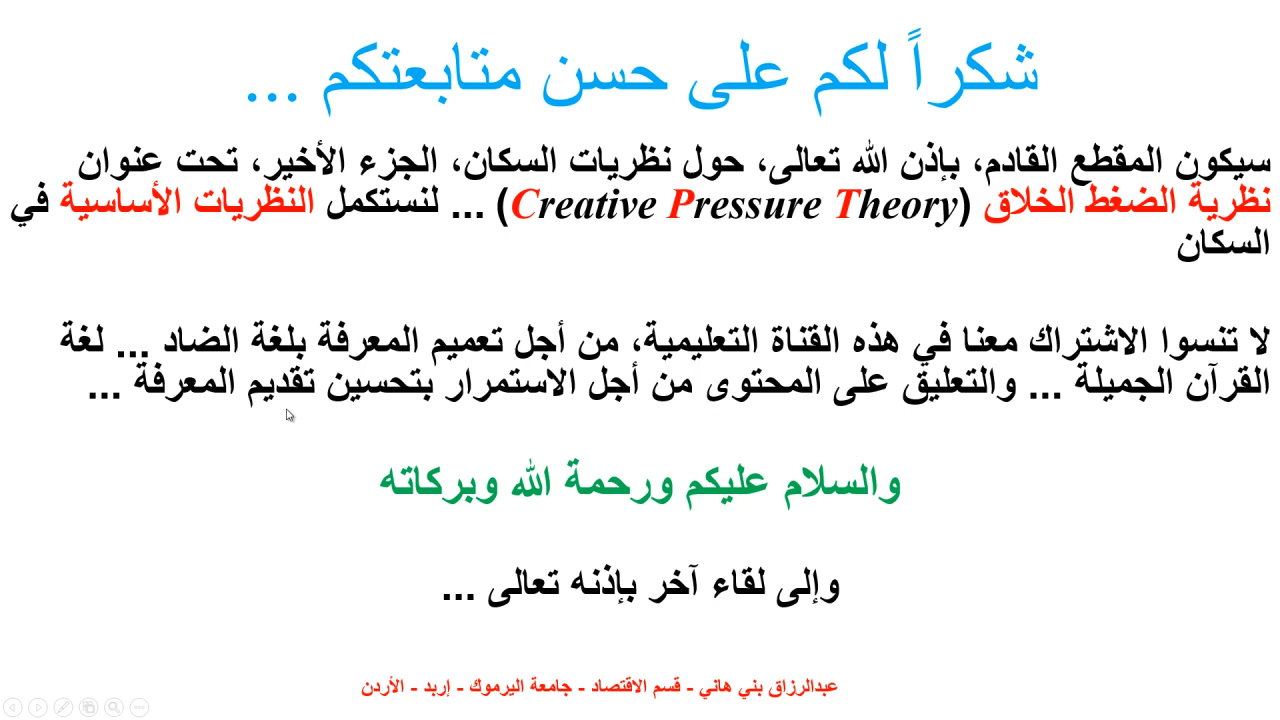 شكراً لكم على حسن متابعتكم ...
سيكون المقطع القادم، بإذن الله تعالى، حول نظريات السكان، الجزء الأخير، تحت عنوان
نظرية الضغط الخلاق (Creative Pressure Theory) ... لنستكمل النظريات الأساسية في
السكان
لا تنسوا الاشتراك معنا في هذه القناة التعليمية، من أجل تعميم المعرفة بلغة الضاد ... لغة
القرآن الجميلة ... والتعليق على المحتوى من أجل الاستمرار بتحسين تقديم المعرفة ...
والسلام عليكم ورحمة الله وبركاته
وإلى لقاء آخر بإذنه تعالى ...
عبدالرزاق بني هاني - قسم الاقتصاد - جامعة اليرموك - إربد - الأردن